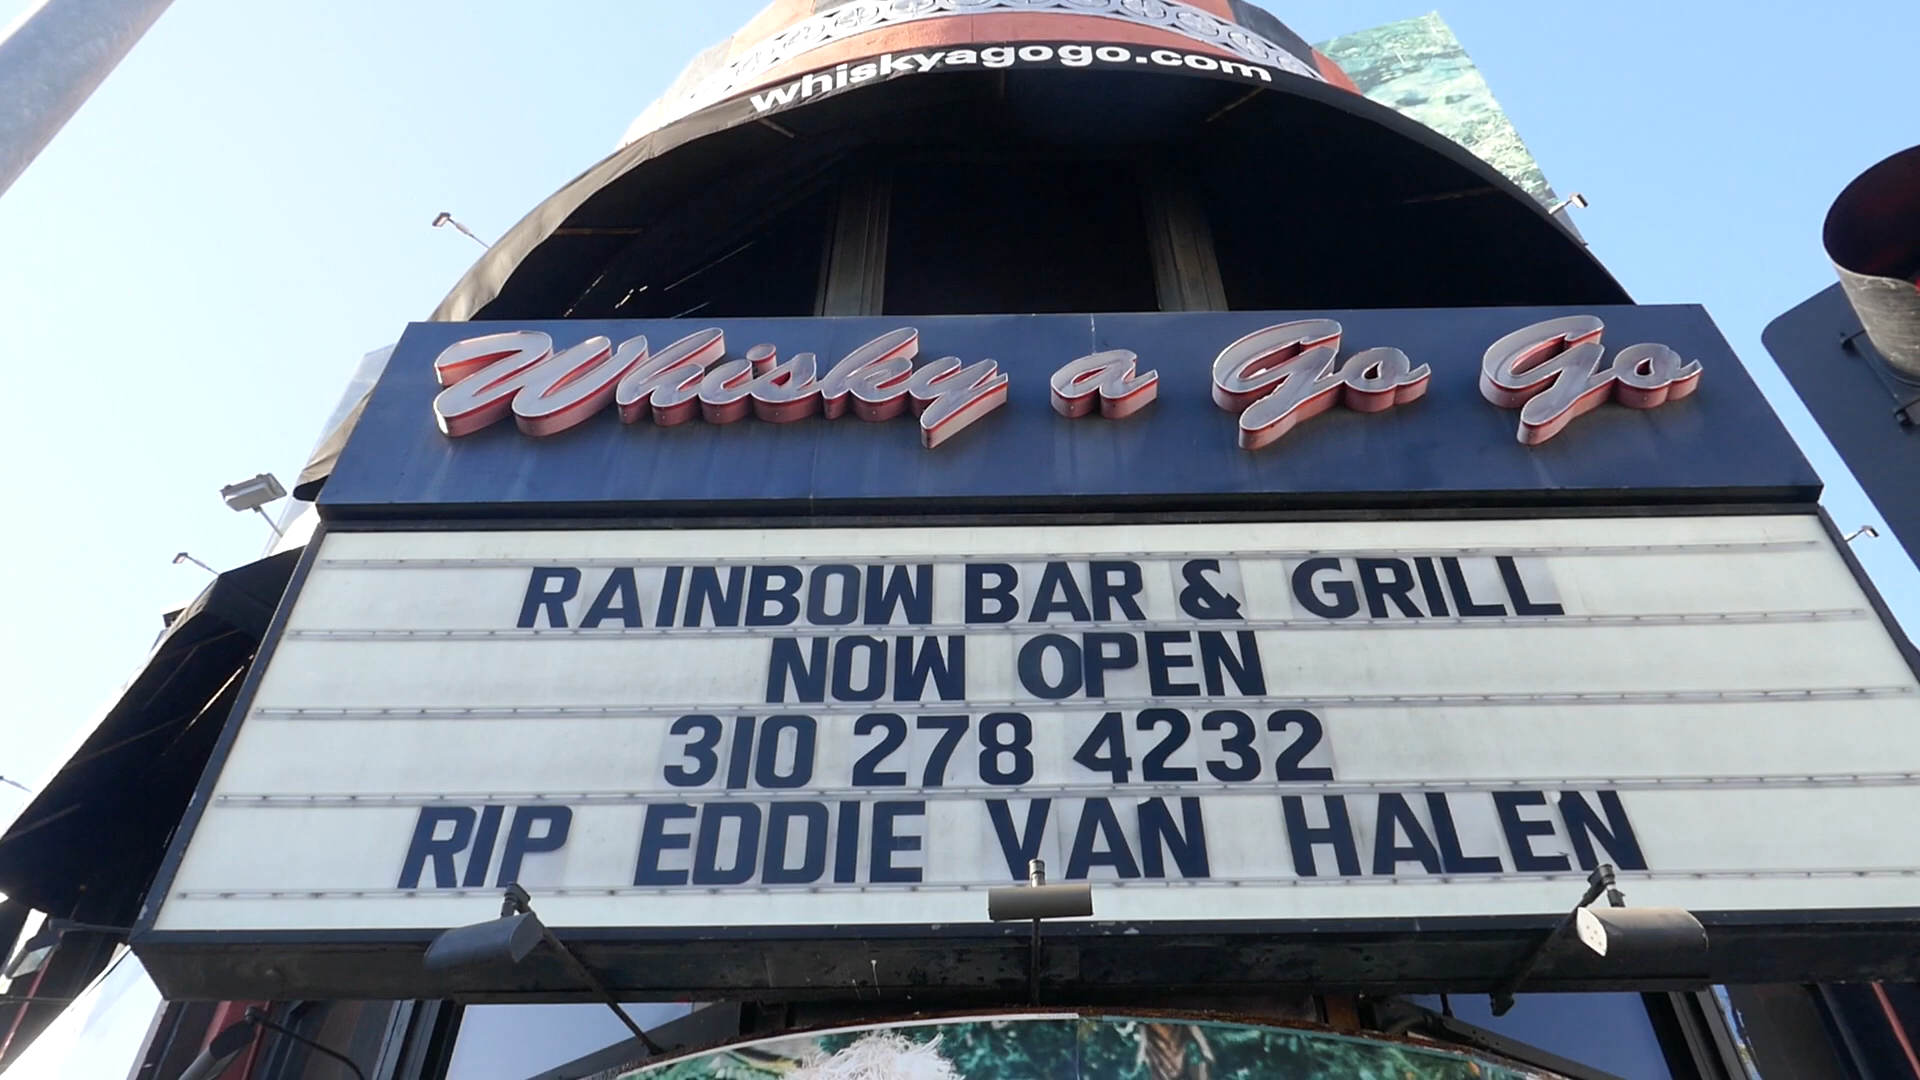 whiskyagogo.com
Whisky a Go Go
RAINBOW BAR & GRILL
NOW OPEN
310 278 4232
RIP EDDIE VAN HALEN